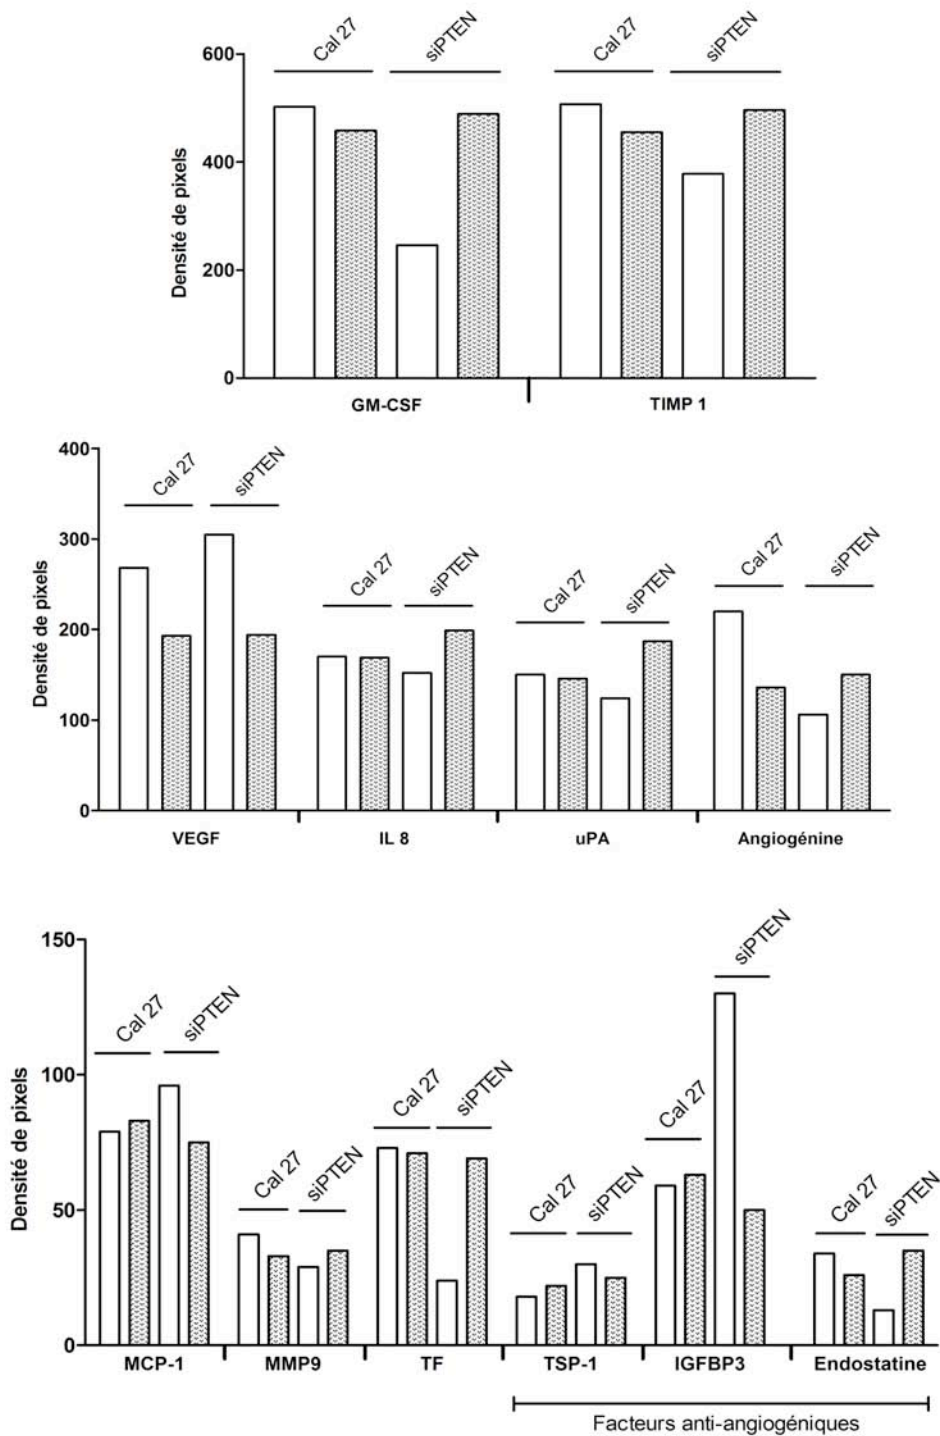 Cal 27
siPTEN
Cal 27
siPTEN
600
400
200
0
Densité de pixels
GM-CSF
TIMP 1
Cal 27
siPTEN
Cal 27
siPTEN
Cal 27
siPTEN
Cal 27
siPTEN
400
300
200
100
0
Densité de pixels
VEGF
IL 8
uPA
Angiogénine
Cal 27
siPTEN
Cal 27
siPTEN
Cal 27
siPTEN
Cal 27
siPTEN
Cal 27
siPTEN
Cal 27
siPTEN
150
100
50
0
Densité de pixels
MCP-1
MMP9
TF
TSP-1
IGFBP3
Endostatine
Facteurs anti-angiogéniques